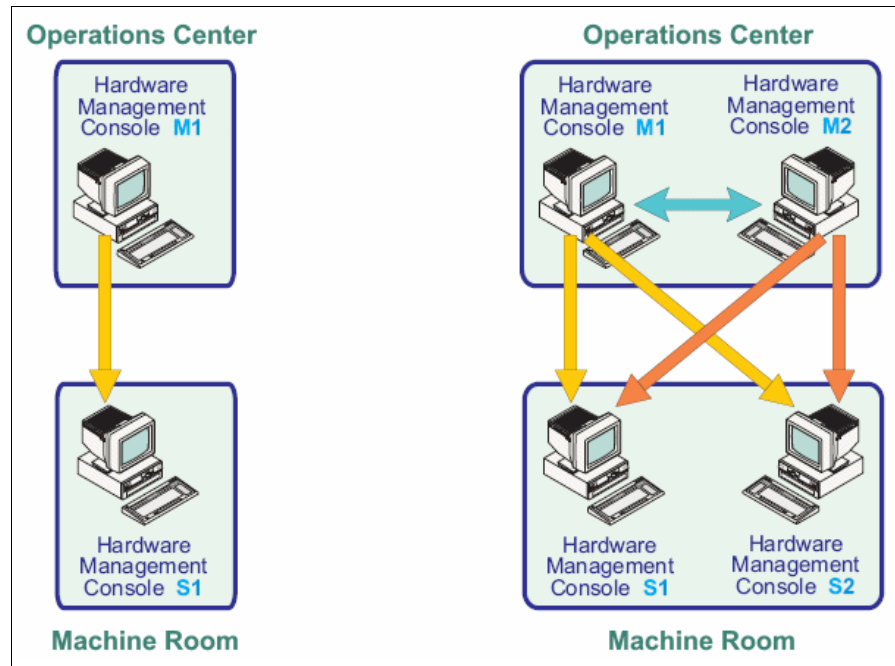 Operations Center
Hardware
Management
Console M1
Hardware
Management
Console S1
Machine Room
Operations Center
Hardware
Management
Console M1
Hardware
Management
Console M2
Hardware
Management
Console S1
Hardware
Management
Console S2
Machine Room